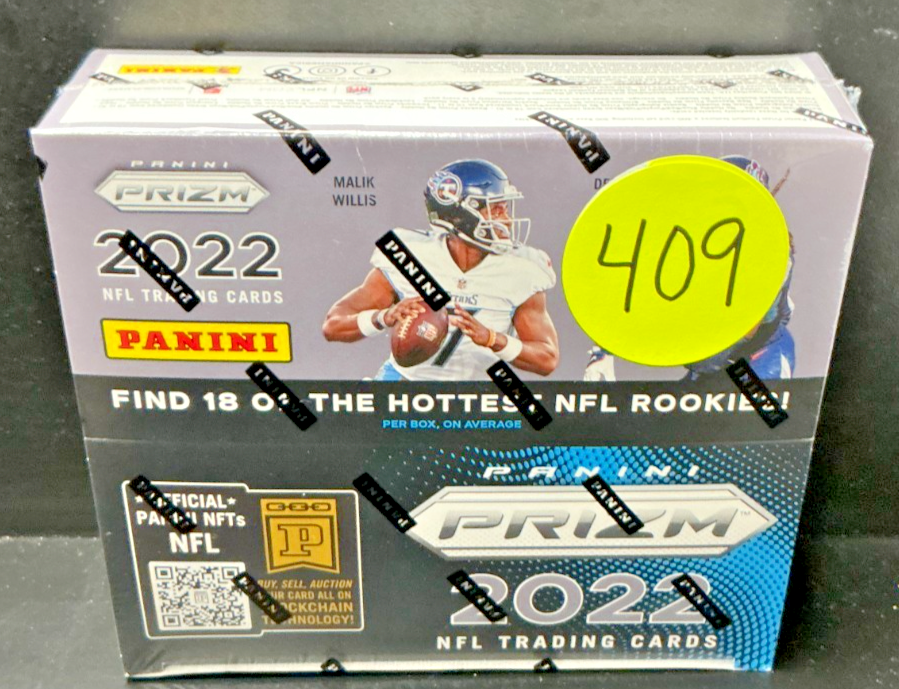 PANINI
PANINI
PRIZM
2022
NFL TRADING CARDS
PANINI
MALIK
WILLIS
409
FIND 18 OF THE HOTTEST NFL ROOKIES!
PER BOX, ON AVERAGE
★OFFICIAL★
PANINI NFTs
NFL
P
BUY, SELL, AUCTION
YOUR CARD ALL ON
BLOCKCHAIN
TECHNOLOGY!
PANINI
PRIZM™
2022
NFL TRADING CARDS